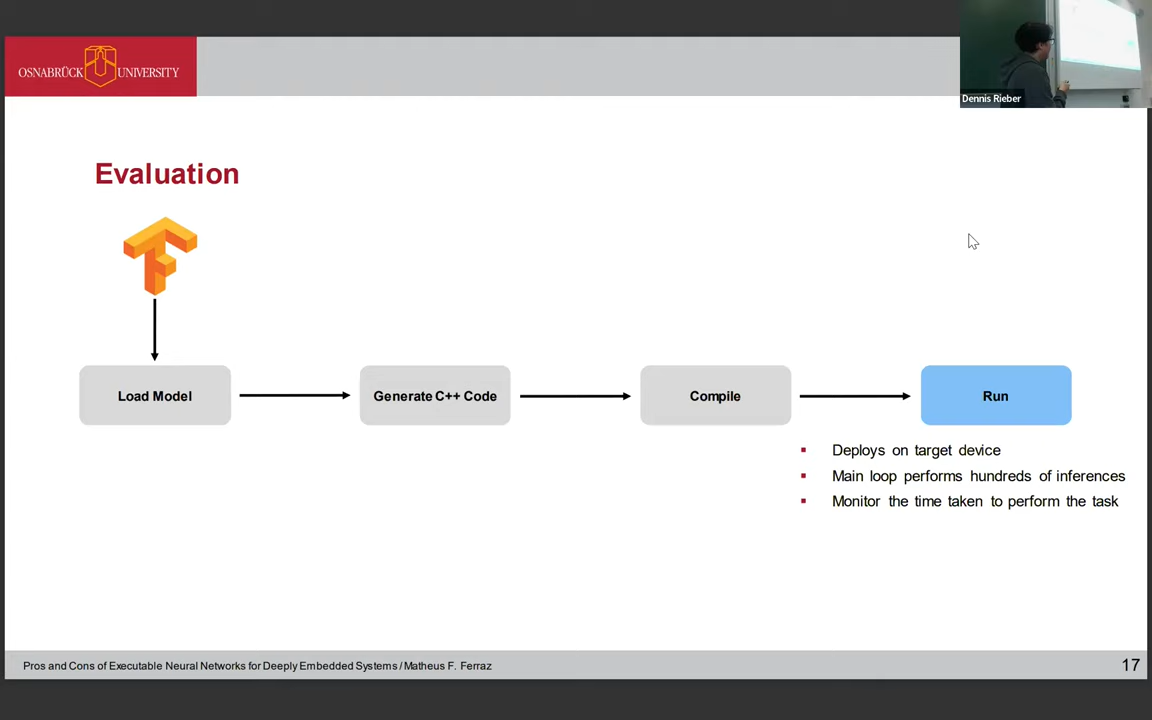 OSNABRÜCK UNIVERSITY
Dennis Rieber
Evaluation
Load Model
Generate C++ Code
Compile
Run
Deploys on target device
Main loop performs hundreds of inferences
Monitor the time taken to perform the task
Pros and Cons of Executable Neural Networks for Deeply Embedded Systems / Matheus F. Ferraz
17